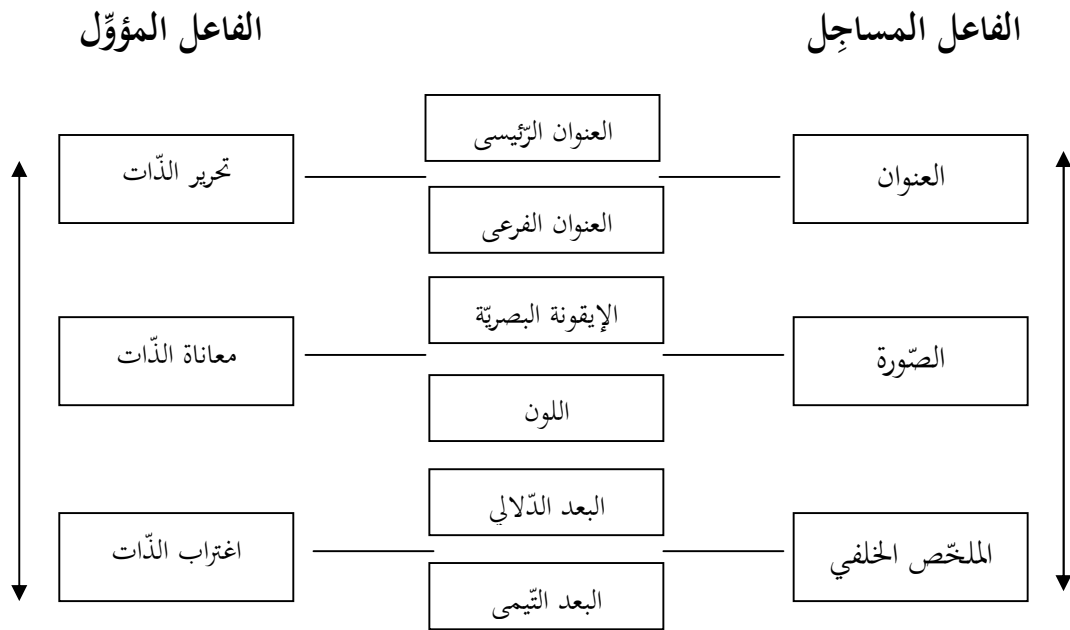 الفاعل المساجِل
الفاعل المؤوِّل
العنوان
العنوان الرّئيسى
العنوان الفرعى
تحرير الذّات
الصّورة
الإيقونة البصريّة
اللون
معاناة الذّات
الملخّص الخلفي
البعد الدّلالي
البعد التّيمى
اغتراب الذّات